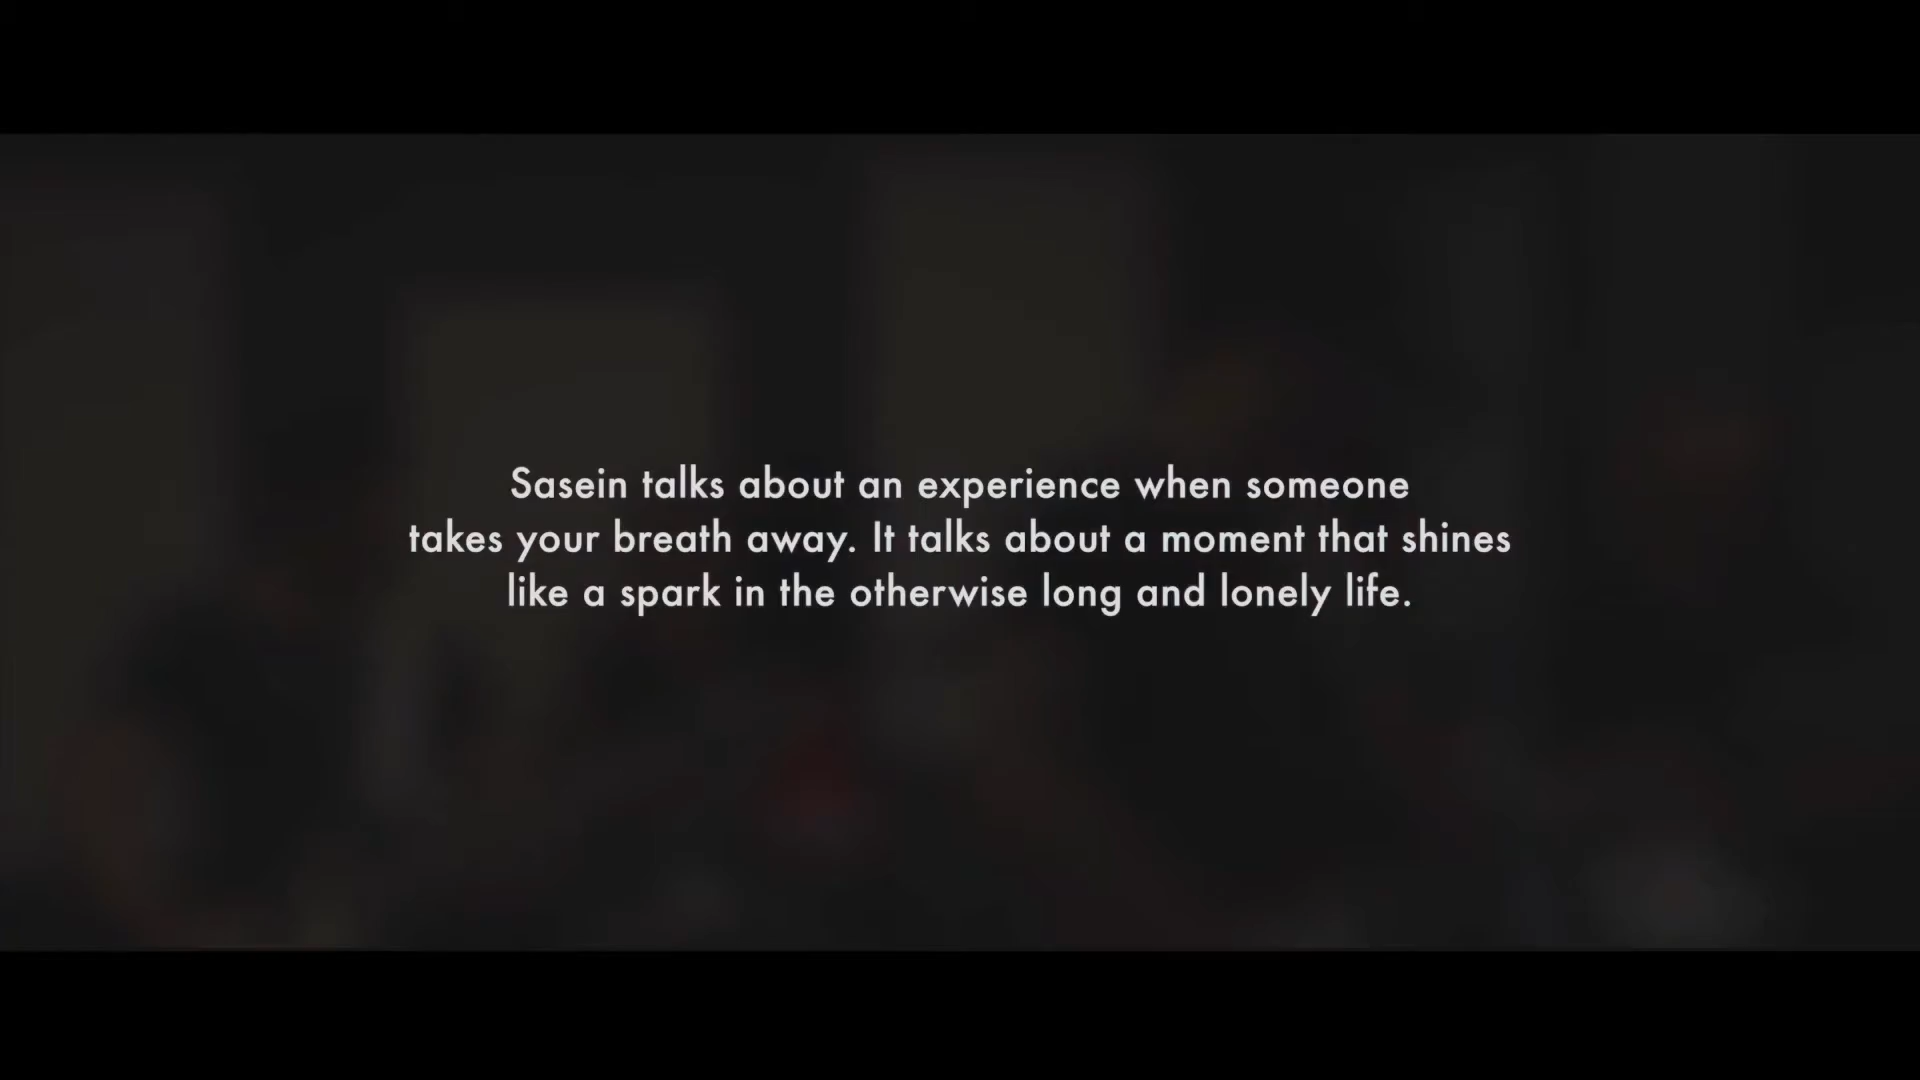 Sasein talks about an experience when someone
takes your breath away. It talks about a moment that shines
like a spark in the otherwise long and lonely life.